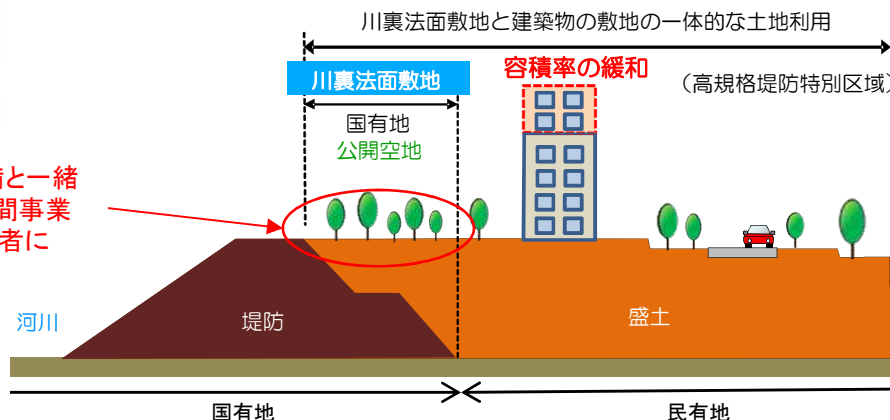 川裏法面敷地と建築物の敷地の一体的な土地利用
川裏法面敷地
容積率の緩和
(高規格堤防特別区域)
国有地
公開空地
と一緒
間事業
者に
河川
堤防
盛土
国有地
民有地